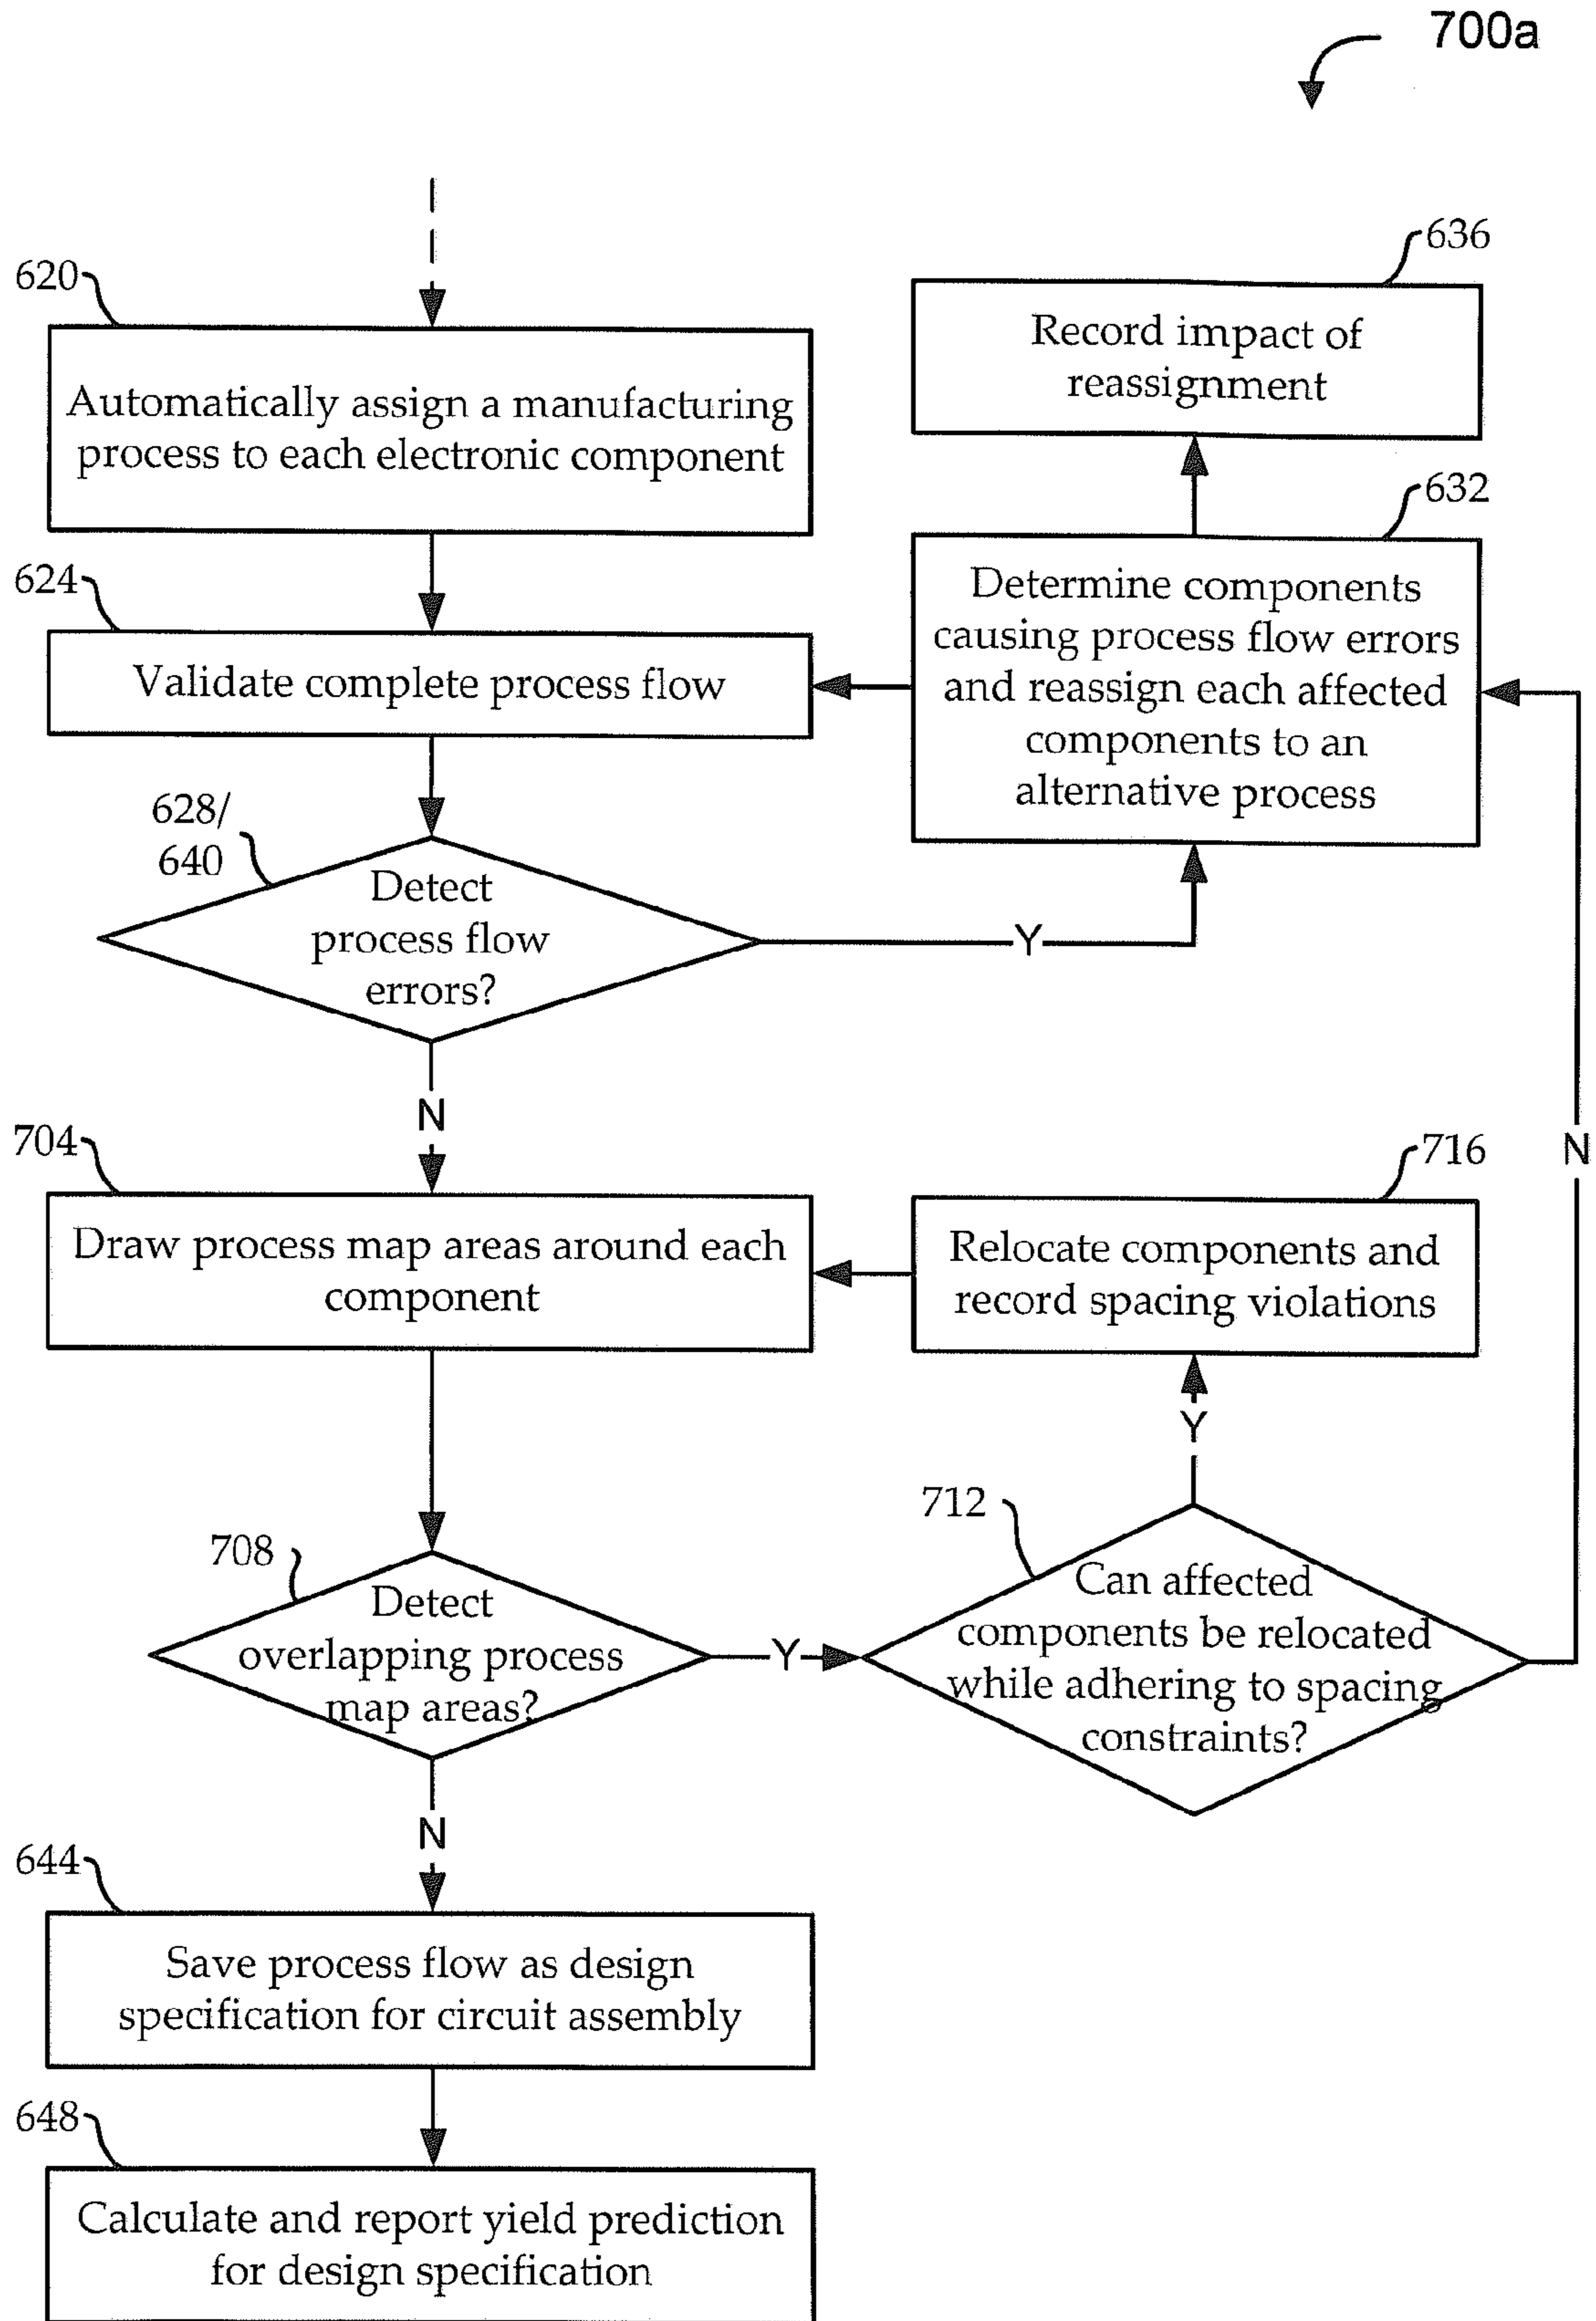 700a
636
620
Record impact of
reassignment
Automatically assign a manufacturing
process to each electronic component
632
624
Determine components
causing process flow errors
and reassign each affected
components to an
alternative process
Validate complete process flow
628/
640
Detect
process flow
errors?
Y
N
704
716
N
Draw process map areas around each
component
Relocate components and
record spacing violations
Y
712
708
Detect
overlapping process
map areas?
Y
Can affected
components be relocated
while adhering to spacing
constraints?
N
644
Save process flow as design
specification for circuit assembly
648
Calculate and report yield prediction
for design specification